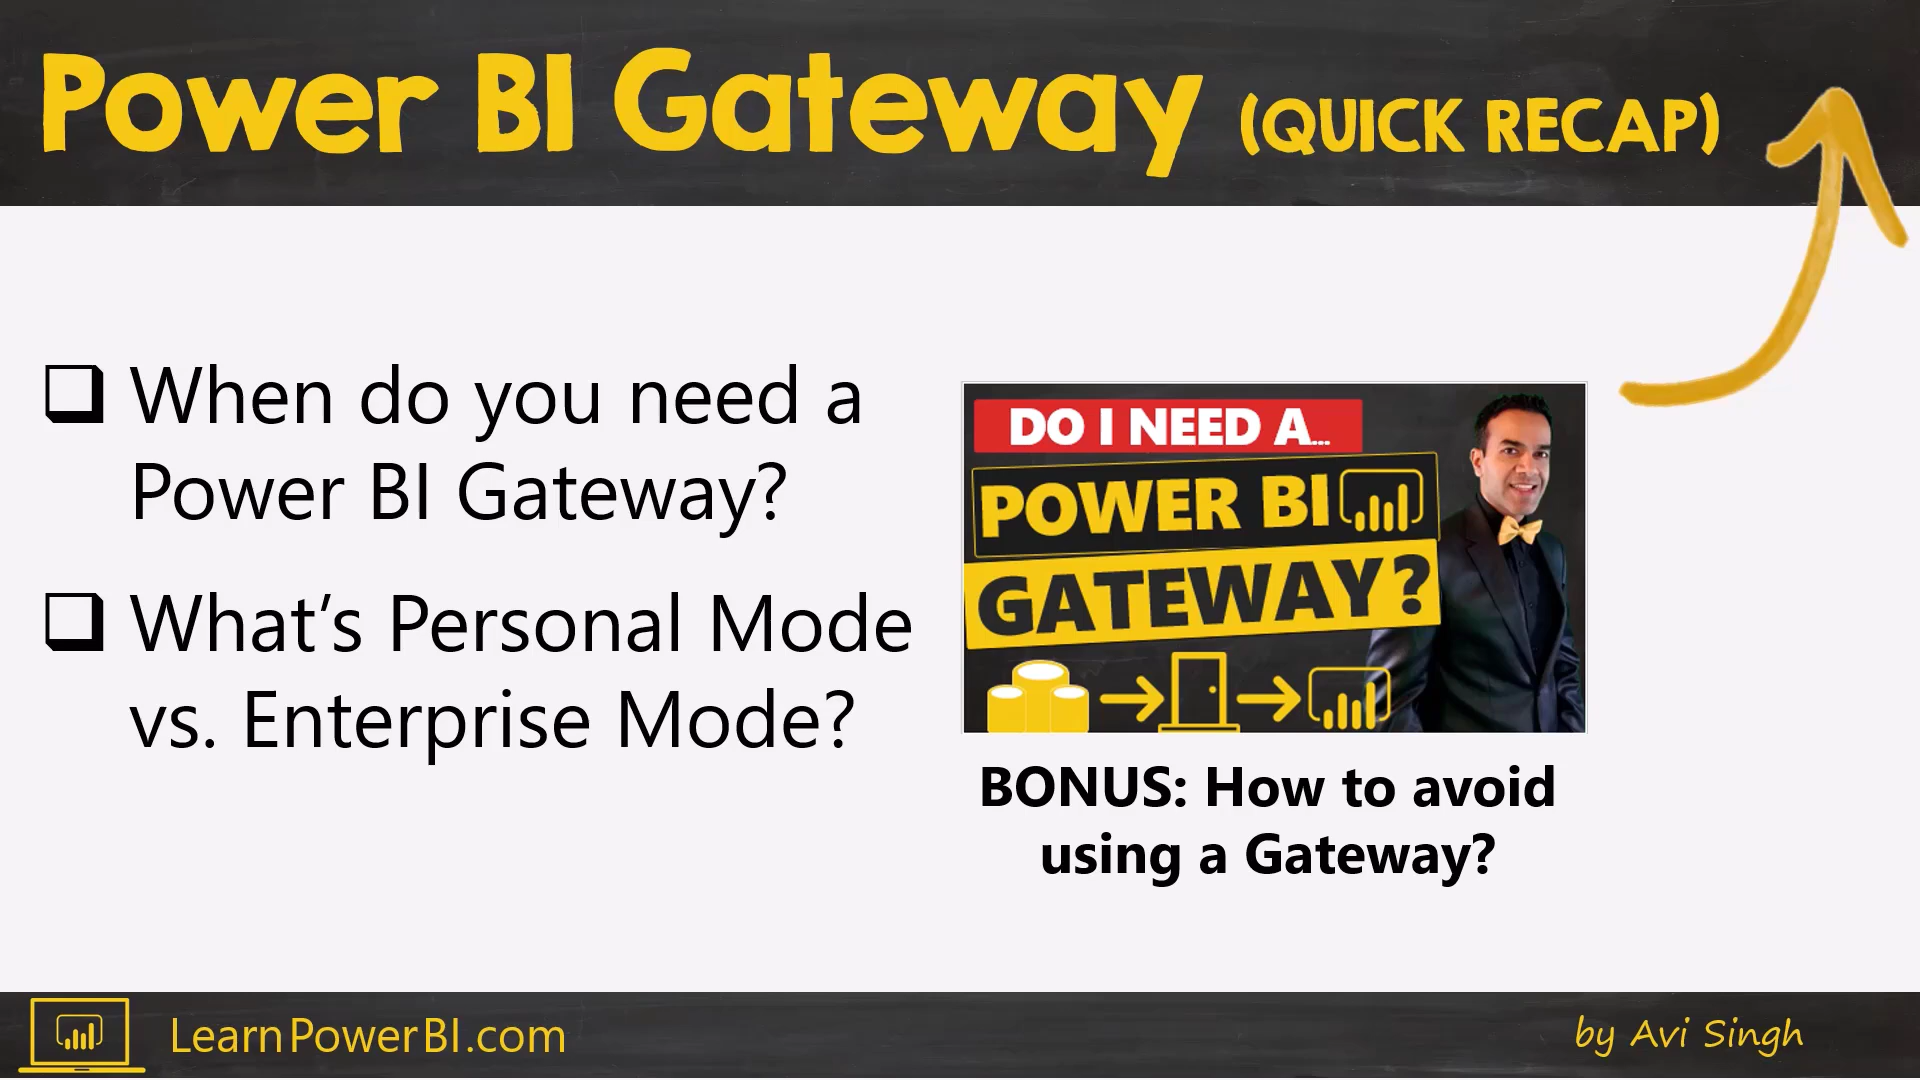 Power BI Gateway (QUICK RECAP)
When do you need a
Power BI Gateway?
What's Personal Mode
vs. Enterprise Mode?
DO I NEED A...
POWER BI
GATEWAY?
BONUS: How to avoid
using a Gateway?
LearnPowerBI.com
by Avi Singh